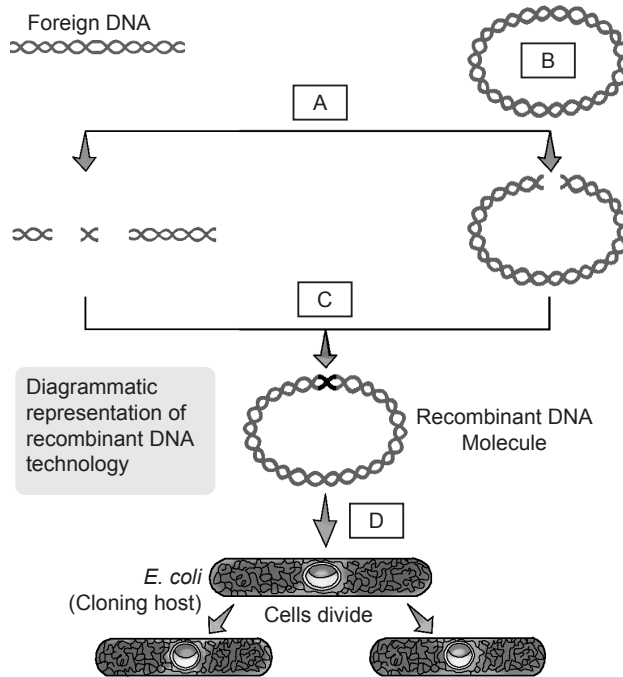 Foreign DNA
B
A
C
Diagrammatic
representation of
recombinant DNA
technology
Recombinant DNA
Molecule
D
E. coli
(Cloning host)
Cells divide